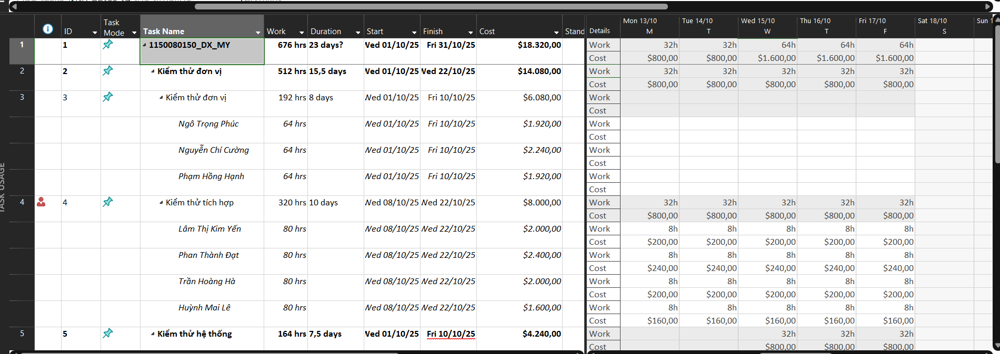 ID Task Mode Task Name Work Duration Start Finish Cost Stand Details Mon 13/10 Tue 14/10 Wed 15/10 Thu 16/10 Fri 17/10 Sat 18/10 Sun 1
M T W T F S
1 1 1150080150_DX_MY 676 hrs 23 days? Wed 01/10/25 Fri 31/10/25 $18.320,00 Work 32h 32h 64h 64h 64h
Cost $800,00 $800,00 $1.600,00 $1.600,00 $1.600,00
2 2 Kiểm thử đơn vị 512 hrs 15,5 days Wed 01/10/25 Wed 22/10/25 $14.080,00 Work 32h 32h 32h 32h 32h
Cost $800,00 $800,00 $800,00 $800,00 $800,00
3 3 Kiểm thử đơn vị 192 hrs 8 days Wed 01/10/25 Fri 10/10/25 $6.080,00 Work
Cost
Ngô Trọng Phúc 64 hrs Wed 01/10/25 Fri 10/10/25 $1.920,00 Work
Cost
Nguyễn Chí Cường 64 hrs Wed 01/10/25 Fri 10/10/25 $2.240,00 Work
Cost
Phạm Hồng Hạnh 64 hrs Wed 01/10/25 Fri 10/10/25 $1.920,00 Work
Cost
4 4 Kiểm thử tích hợp 320 hrs 10 days Wed 08/10/25 Wed 22/10/25 $8.000,00 Work 32h 32h 32h 32h 32h
Cost $800,00 $800,00 $800,00 $800,00 $800,00
Lâm Thị Kim Yến 80 hrs Wed 08/10/25 Wed 22/10/25 $2.000,00 Work 8h 8h 8h 8h 8h
Cost $200,00 $200,00 $200,00 $200,00 $200,00
Phan Thành Đạt 80 hrs Wed 08/10/25 Wed 22/10/25 $2.400,00 Work 8h 8h 8h 8h 8h
Cost $240,00 $240,00 $240,00 $240,00 $240,00
Trần Hoàng Hà 80 hrs Wed 08/10/25 Wed 22/10/25 $2.000,00 Work 8h 8h 8h 8h 8h
Cost $200,00 $200,00 $200,00 $200,00 $200,00
Huỳnh Mai Lê 80 hrs Wed 08/10/25 Wed 22/10/25 $1.600,00 Work 8h 8h 8h 8h 8h
Cost $160,00 $160,00 $160,00 $160,00 $160,00
5 5 Kiểm thử hệ thống 164 hrs 7,5 days Wed 01/10/25 Fri 10/10/25 $4.240,00 Work 32h 32h 32h
Cost $800,00 $800,00 $800,00
TASK USAGE